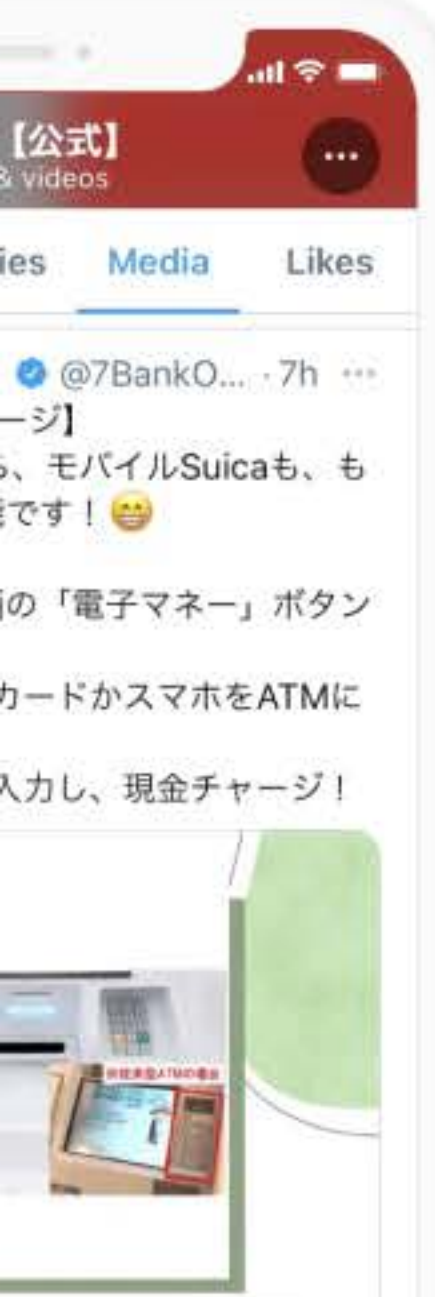 【公式】
& videos
ies Media Likes
@7BankO... · 7h ...
ージ】
ら、モバイルSuicaも、も
能です！😁
の「電子マネー」ボタン
カードかスマホをATMに
入力し、現金チャージ！